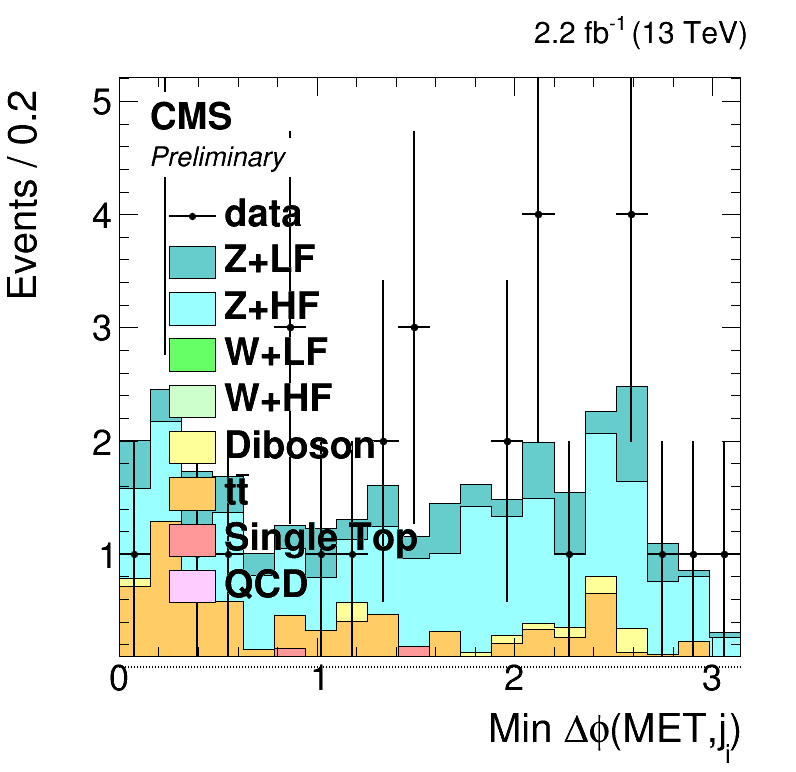 2.2 fb⁻¹ (13 TeV)
Events / 0.2
5
CMS
Preliminary
4
data
Z+LF
Z+HF
3
W+LF
W+HF
2
Diboson
tt̅
1
Single Top
QCD
0 1 2 3
Min Δϕ(MET,jᵢ)